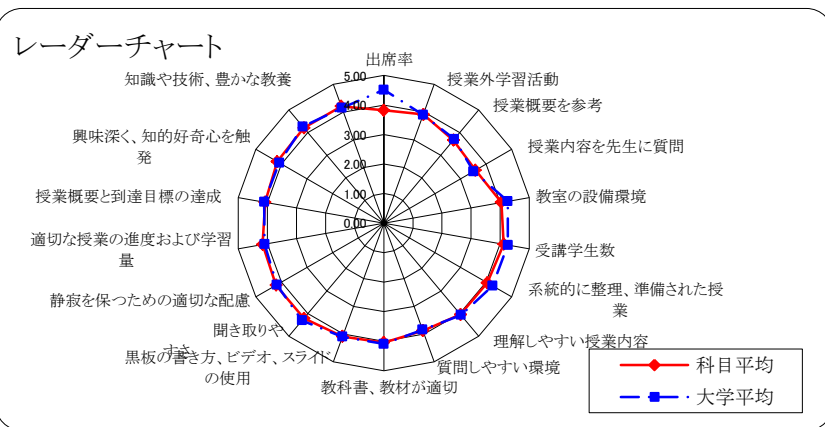 レーダーチャート
出席率
授業外学習活動
授業概要を参考
授業内容を先生に質問
教室の設備環境
受講学生数
系統的に整理、準備された授
業
理解しやすい授業内容
質問しやすい環境
教科書、教材が適切
黒板の書き方、ビデオ、スライド
の使用
聞き取りや
すさ
静寂を保つための適切な配慮
適切な授業の進度および学習
量
授業概要と到達目標の達成
興味深く、知的好奇心を触
発
知識や技術、豊かな教養
5.00
4.00
3.00
2.00
1.00
0.00
科目平均
大学平均